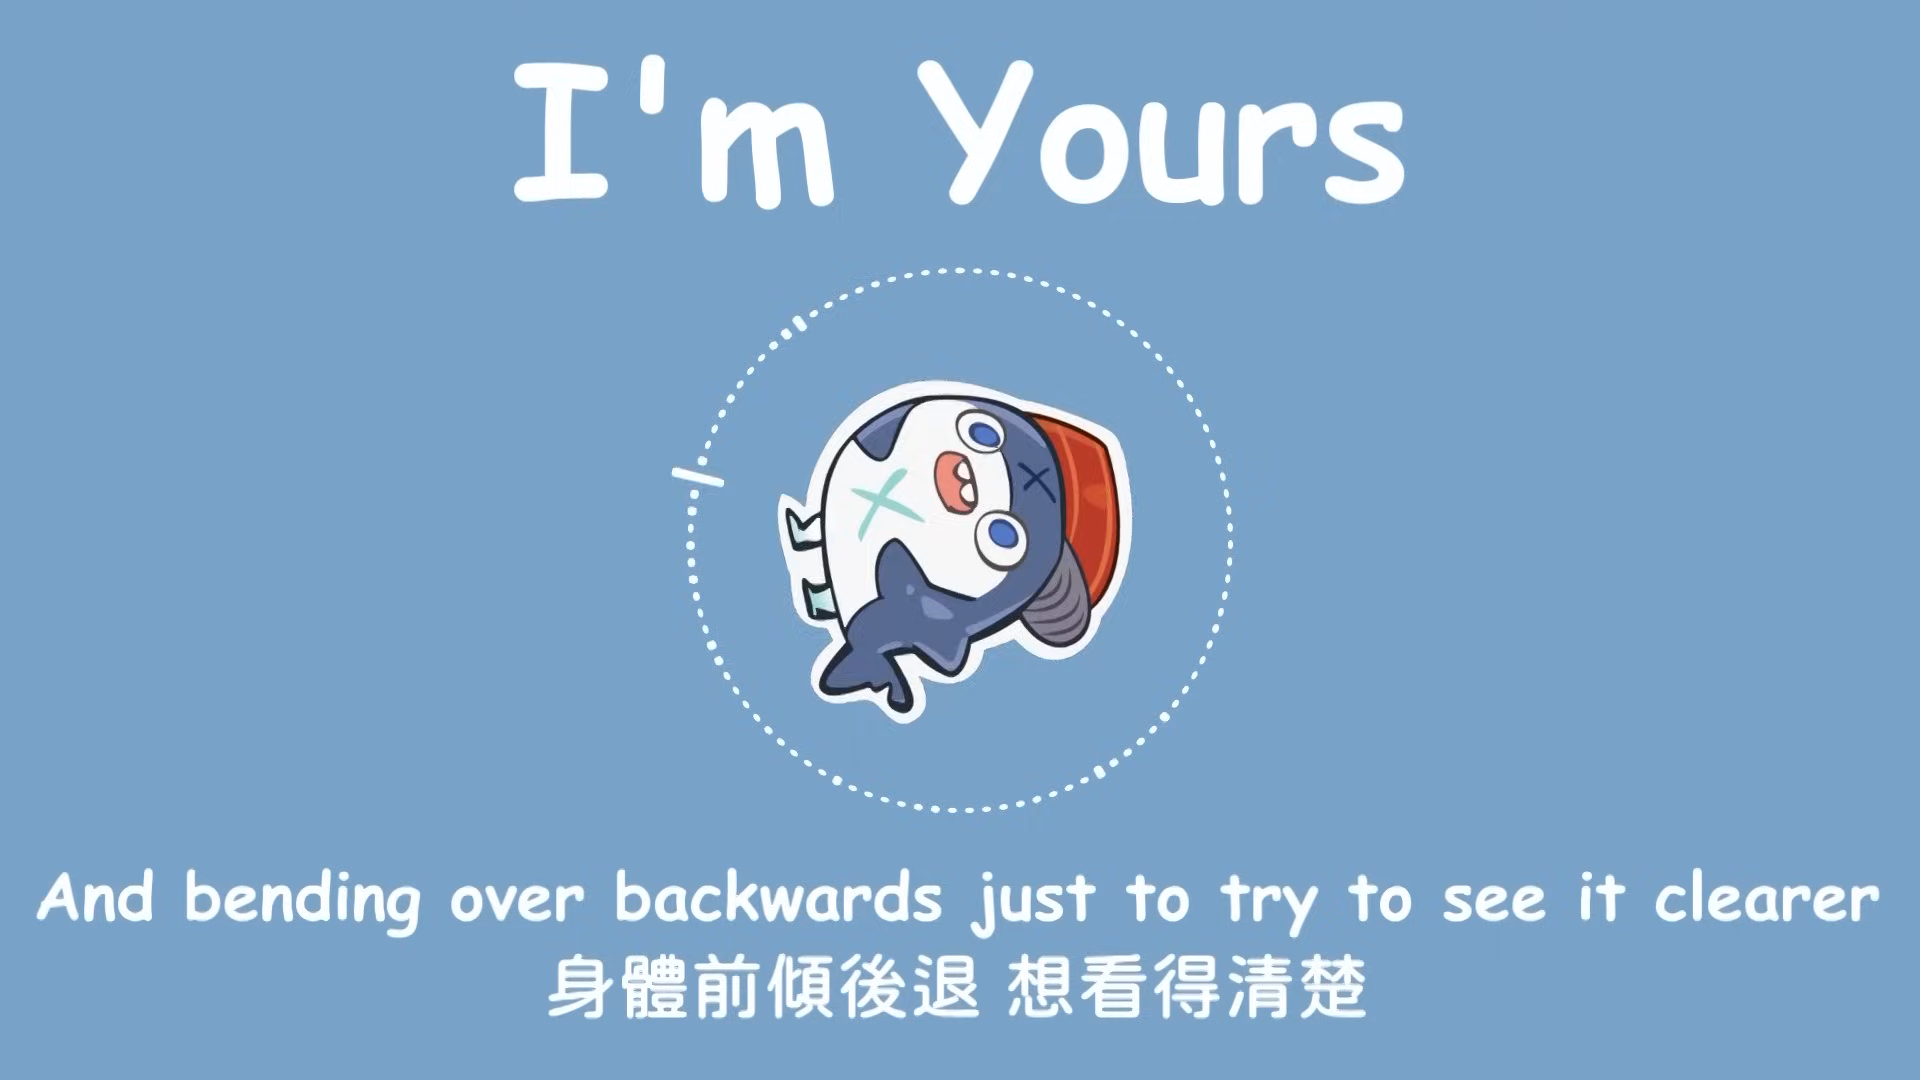 I'm Yours
And bending over backwards just to try to see it clearer
身體前傾後退 想看得清楚